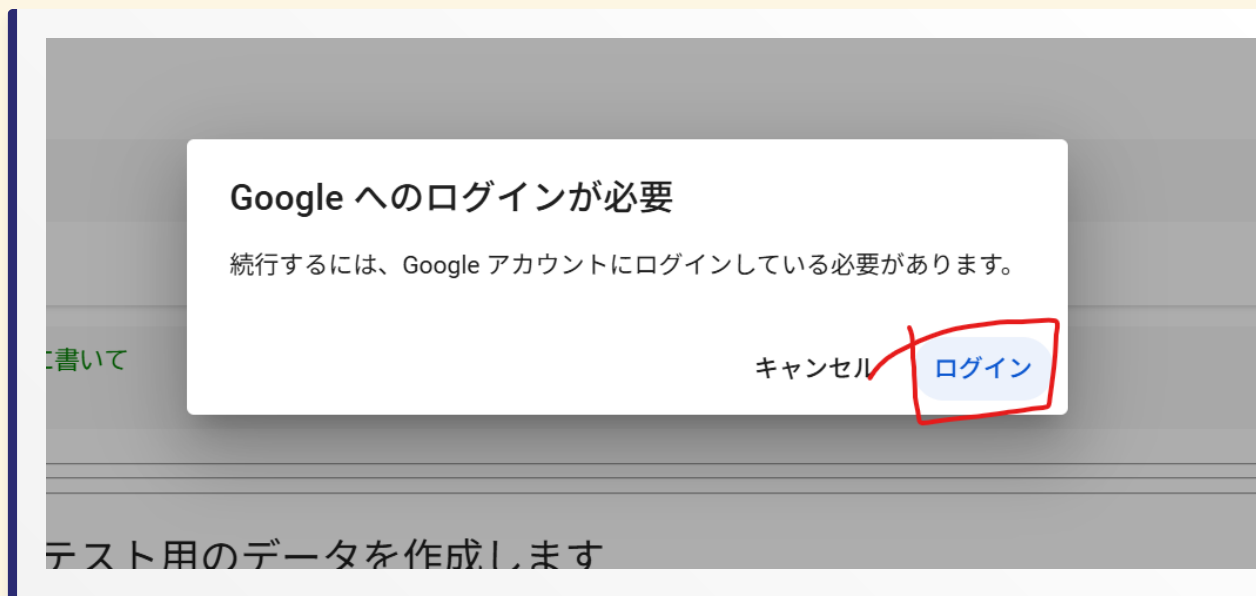 Google へのログインが必要
続行するには、Google アカウントにログインしている必要があります。
に書いて
キャンセル ログイン
テスト用のデータを作成します